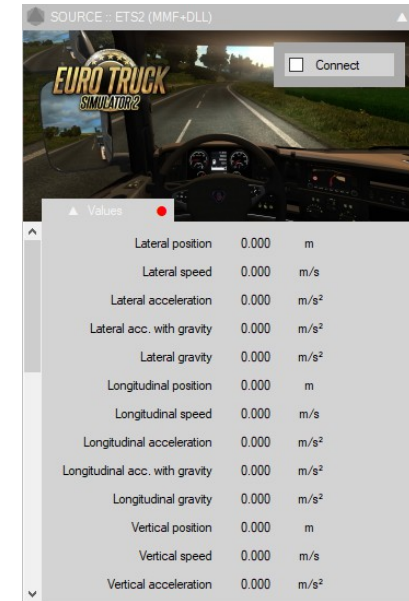 SOURCE :: ETS2 (MMF+DLL)
Connect
EURO TRUCK
SIMULATOR 2
Values
Lateral position 0.000 m
Lateral speed 0.000 m/s
Lateral acceleration 0.000 m/s²
Lateral acc. with gravity 0.000 m/s²
Lateral gravity 0.000 m/s²
Longitudinal position 0.000 m
Longitudinal speed 0.000 m/s
Longitudinal acceleration 0.000 m/s²
Longitudinal acc. with gravity 0.000 m/s²
Longitudinal gravity 0.000 m/s²
Vertical position 0.000 m
Vertical speed 0.000 m/s
Vertical acceleration 0.000 m/s²